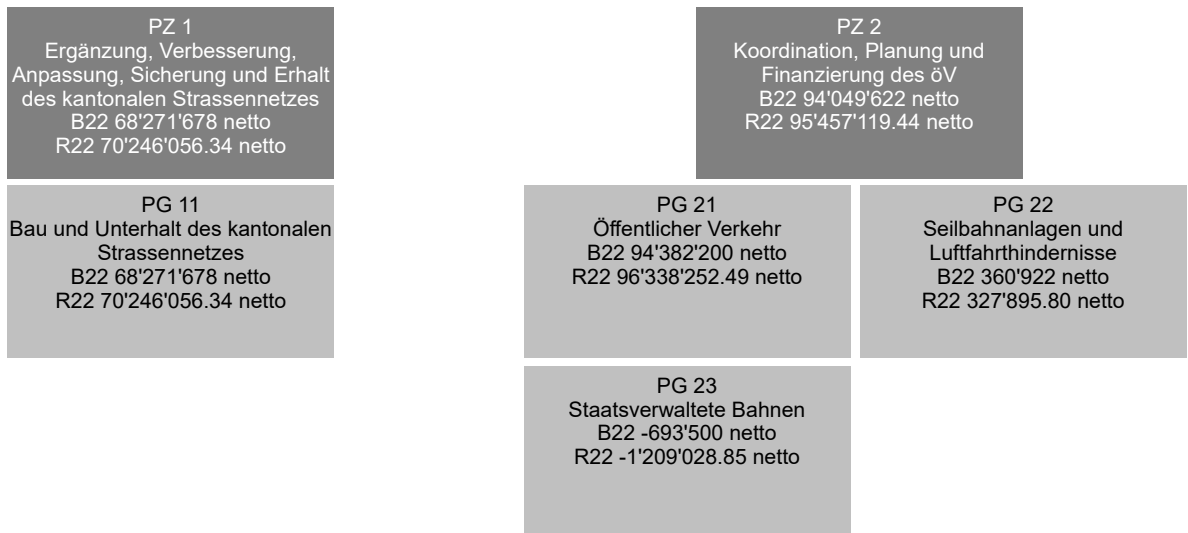 PZ 1
Ergänzung, Verbesserung,
Anpassung, Sicherung und Erhalt
des kantonalen Strassennetzes
B22 68'271'678 netto
R22 70'246'056.34 netto
PZ 2
Koordination, Planung und
Finanzierung des öV
B22 94'049'622 netto
R22 95'457'119.44 netto
PG 11
Bau und Unterhalt des kantonalen
Strassennetzes
B22 68'271'678 netto
R22 70'246'056.34 netto
PG 21
Öffentlicher Verkehr
B22 94'382'200 netto
R22 96'338'252.49 netto
PG 22
Seilbahnanlagen und
Luftfahrthindernisse
B22 360'922 netto
R22 327'895.80 netto
PG 23
Staatsverwaltete Bahnen
B22 -693'500 netto
R22 -1'209'028.85 netto